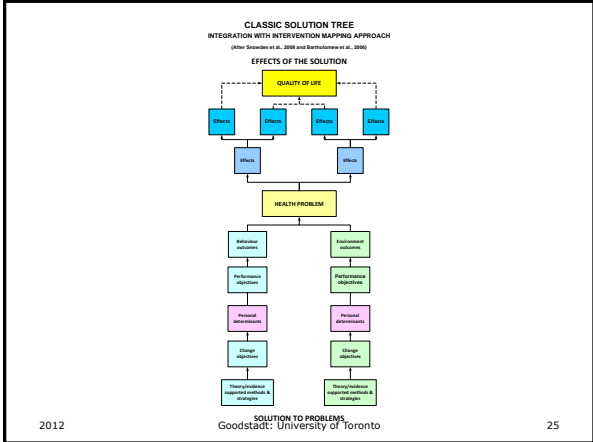 CLASSIC SOLUTION TREE
INTEGRATION WITH INTERVENTION MAPPING APPROACH
(After Snowden et al.. 2008 and Bartholomew et al., 2006)
EFFECTS OF THE SOLUTION
QUALITY OF LIFE
Effects
Effects
Effects
Effects
Effects
Effects
HEALTH PROBLEM
Behaviour
outcomes
Environment
outcomes
Performance
objectives
Performance
objectives
Personal
determinants
Personal
determinants
Change
objectives
Change
objectives
Theory/evidence
supported methods &
strategies
Theory/evidence
supported methods &
strategies
SOLUTION TO PROBLEMS
2012
Goodstadt: University of Toronto
25